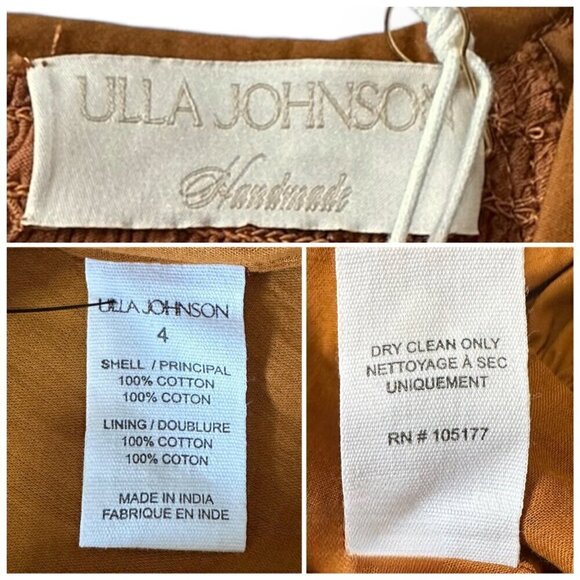 ULLA JOHNSON
Handmade
ULLA JOHNSON
4
SHELL / PRINCIPAL
100% COTTON
100% COTON
LINING / DOUBLURE
100% COTTON
100% COTON
MADE IN INDIA
FABRIQUE EN INDE
DRY CLEAN ONLY
NETTOYAGE À SEC
UNIQUEMENT
RN # 105177